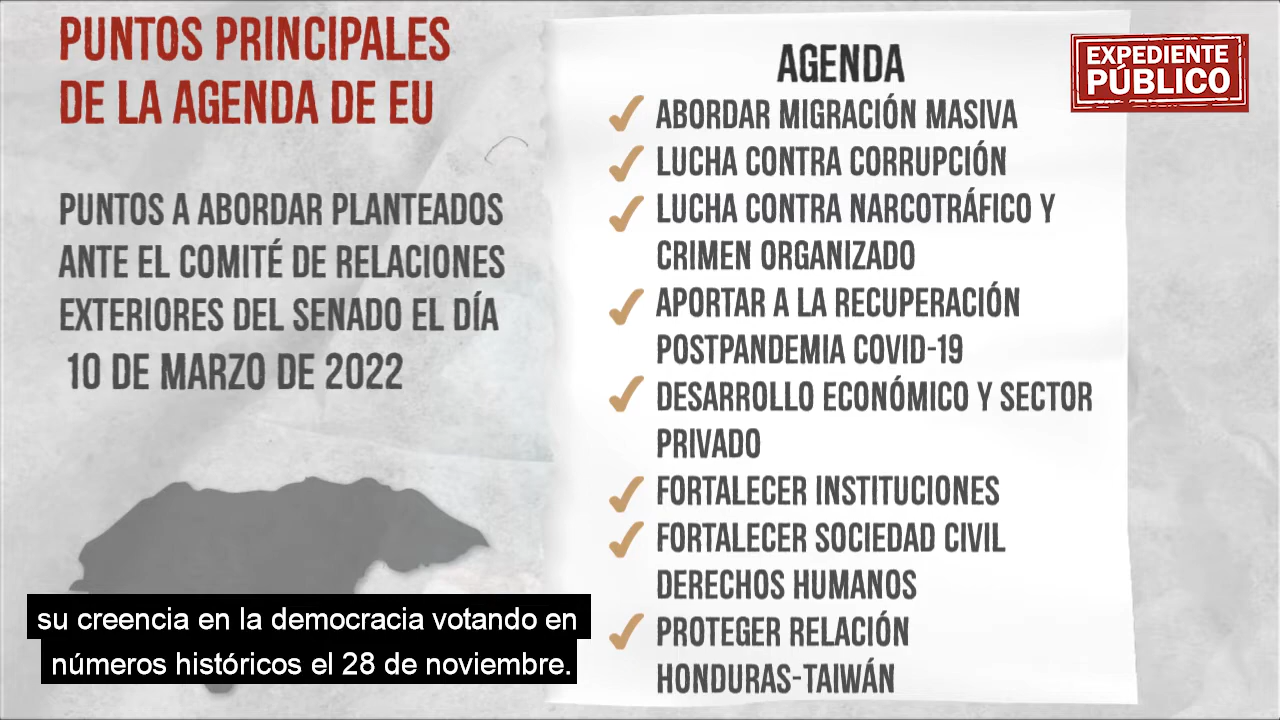 PUNTOS PRINCIPALES
DE LA AGENDA DE EU
PUNTOS A ABORDAR PLANTEADOS
ANTE EL COMITÉ DE RELACIONES
EXTERIORES DEL SENADO EL DÍA
10 DE MARZO DE 2022
AGENDA
ABORDAR MIGRACIÓN MASIVA
LUCHA CONTRA CORRUPCIÓN
LUCHA CONTRA NARCOTRÁFICO Y
CRIMEN ORGANIZADO
APORTAR A LA RECUPERACIÓN
POSTPANDEMIA COVID-19
DESARROLLO ECONÓMICO Y SECTOR
PRIVADO
FORTALECER INSTITUCIONES
FORTALECER SOCIEDAD CIVIL
DERECHOS HUMANOS
PROTEGER RELACIÓN
HONDURAS-TAIWÁN
EXPEDIENTE
PÚBLICO
su creencia en la democracia votando en
números históricos el 28 de noviembre.